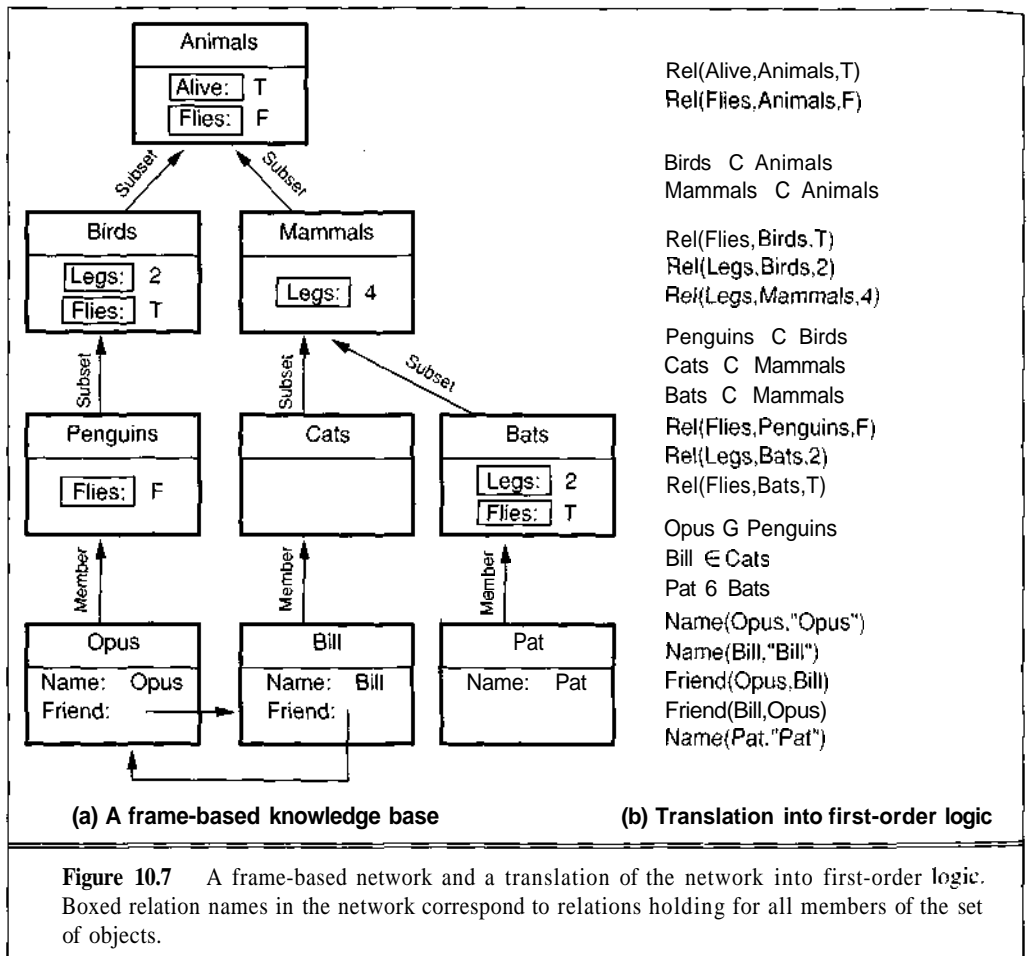 Animals
Alive: T
Flies: F
Subset
Subset
Birds
Legs: 2
Flies: T
Mammals
Legs: 4
Subset
Subset
Subset
Penguins
Flies: F
Cats
Bats
Legs: 2
Flies: T
Member
Member
Member
Opus
Name: Opus
Friend:
Bill
Name: Bill
Friend:
Pat
Name: Pat
(a) A frame-based knowledge base
Rel(Alive,Animals,T)
Rel(Flies,Animals,F)
Birds C Animals
Mammals C Animals
Rel(Flies,Birds,T)
Rel(Legs,Birds,2)
Rel(Legs,Mammals,4)
Penguins C Birds
Cats C Mammals
Bats C Mammals
Rel(Flies,Penguins,F)
Rel(Legs,Bats,2)
Rel(Flies,Bats,T)
Opus G Penguins
Bill ∈ Cats
Pat 6 Bats
Name(Opus,"Opus")
Name(Bill,"Bill")
Friend(Opus,Bill)
Friend(Bill,Opus)
Name(Pat."Pat")
(b) Translation into first-order logic
Figure 10.7 A frame-based network and a translation of the network into first-order logic.
Boxed relation names in the network correspond to relations holding for all members of the set
of objects.